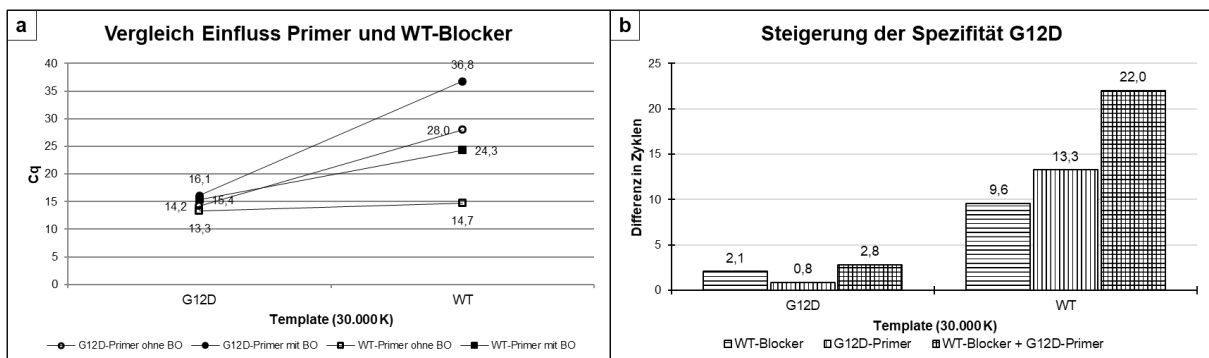 a
Vergleich Einfluss Primer und WT-Blocker
Cq
40
35
30
25
20
15
10
5
0
36,8
28,0
24,3
14,7
16,1
15,4
14,2
13,3
G12D
WT
Template (30.000 K)
G12D-Primer ohne BO
G12D-Primer mit BO
WT-Primer ohne BO
WT-Primer mit BO
b
Steigerung der Spezifität G12D
Differenz in Zyklen
25
20
15
10
5
0
2,1
0,8
2,8
9,6
13,3
22,0
G12D
WT
Template (30.000 K)
WT-Blocker
G12D-Primer
WT-Blocker + G12D-Primer